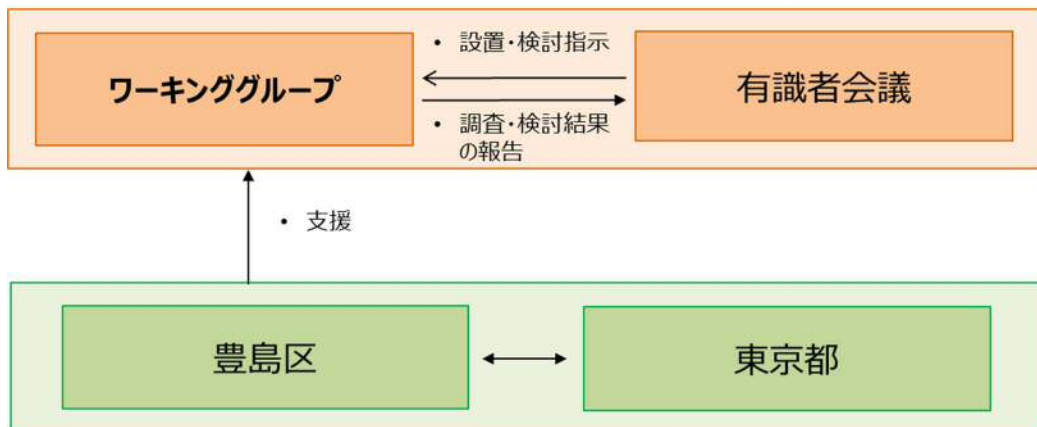 • 設置・検討指示
ワーキンググループ
有識者会議
• 調査・検討結果
の報告
• 支援
豊島区
東京都